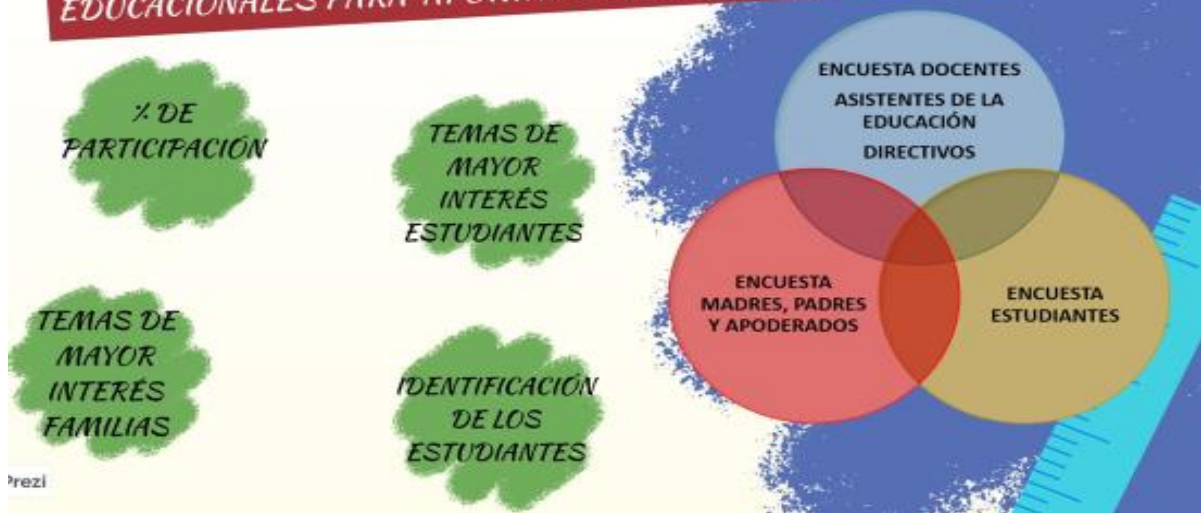 EDUCACIONALES PARA
% DE
PARTICIPACIÓN
TEMAS DE
MAYOR
INTERÉS
ESTUDIANTES
TEMAS DE
MAYOR
INTERÉS
FAMILIAS
IDENTIFICACIÓN
DE LOS
ESTUDIANTES
ENCUESTA DOCENTES
ASISTENTES DE LA
EDUCACIÓN
DIRECTIVOS
ENCUESTA
MADRES, PADRES
Y APODERADOS
ENCUESTA
ESTUDIANTES
Prezi